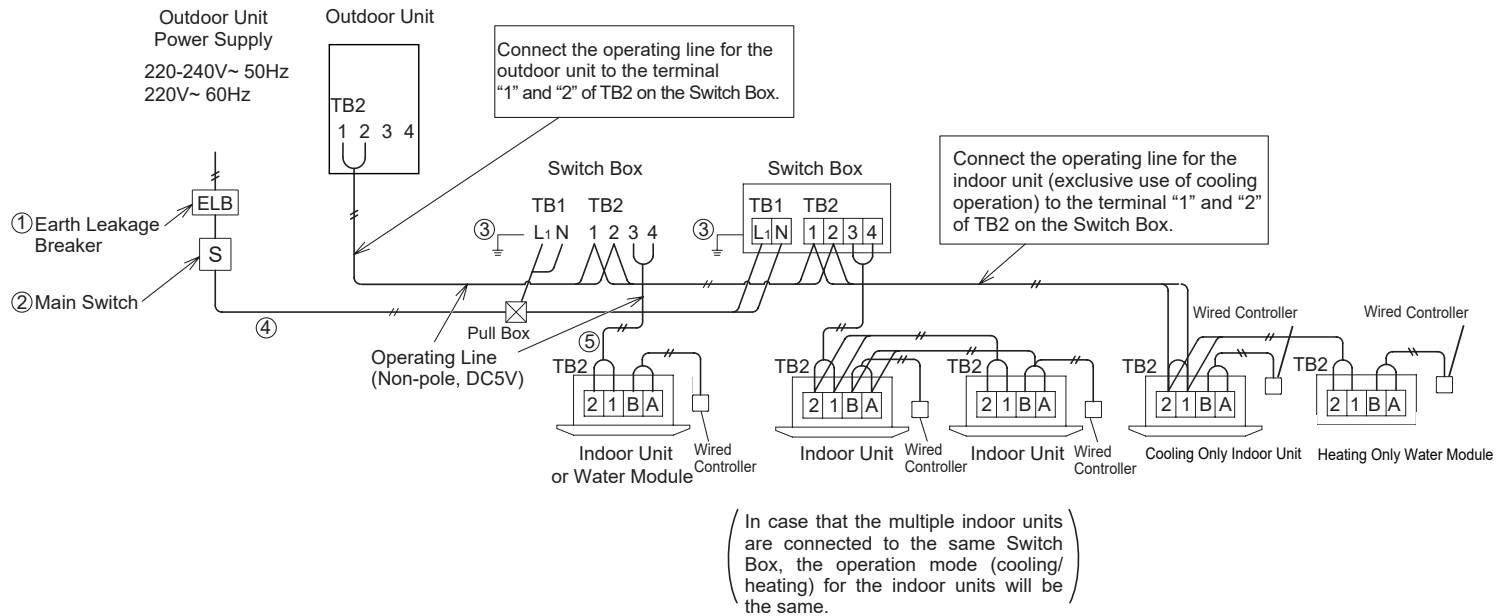 Outdoor Unit
Power Supply
220-240V~ 50Hz
220V~ 60Hz
Outdoor Unit
TB2
1 2 3 4
Connect the operating line for the
outdoor unit to the terminal
“1” and “2” of TB2 on the Switch Box.
① Earth Leakage
Breaker
ELB
② Main Switch
S
④
Switch Box
③
TB1 TB2
L1 N 1 2 3 4
Switch Box
③
TB1 TB2
L1 N 1 2 3 4
Connect the operating line for the
indoor unit (exclusive use of cooling
operation) to the terminal “1” and “2”
of TB2 on the Switch Box.
Pull Box
Operating Line
(Non-pole, DC5V)
⑤
TB2
2 1 B A
Wired
Controller
Indoor Unit
or Water Module
TB2
2 1 B A
Wired
Controller
Indoor Unit
TB2
2 1 B A
Wired
Controller
Indoor Unit
TB2
2 1 B A
Wired Controller
Cooling Only Indoor Unit
TB2
2 1 B A
Wired Controller
Heating Only Water Module
In case that the multiple indoor units
are connected to the same Switch
Box, the operation mode (cooling/
heating) for the indoor units will be
the same.